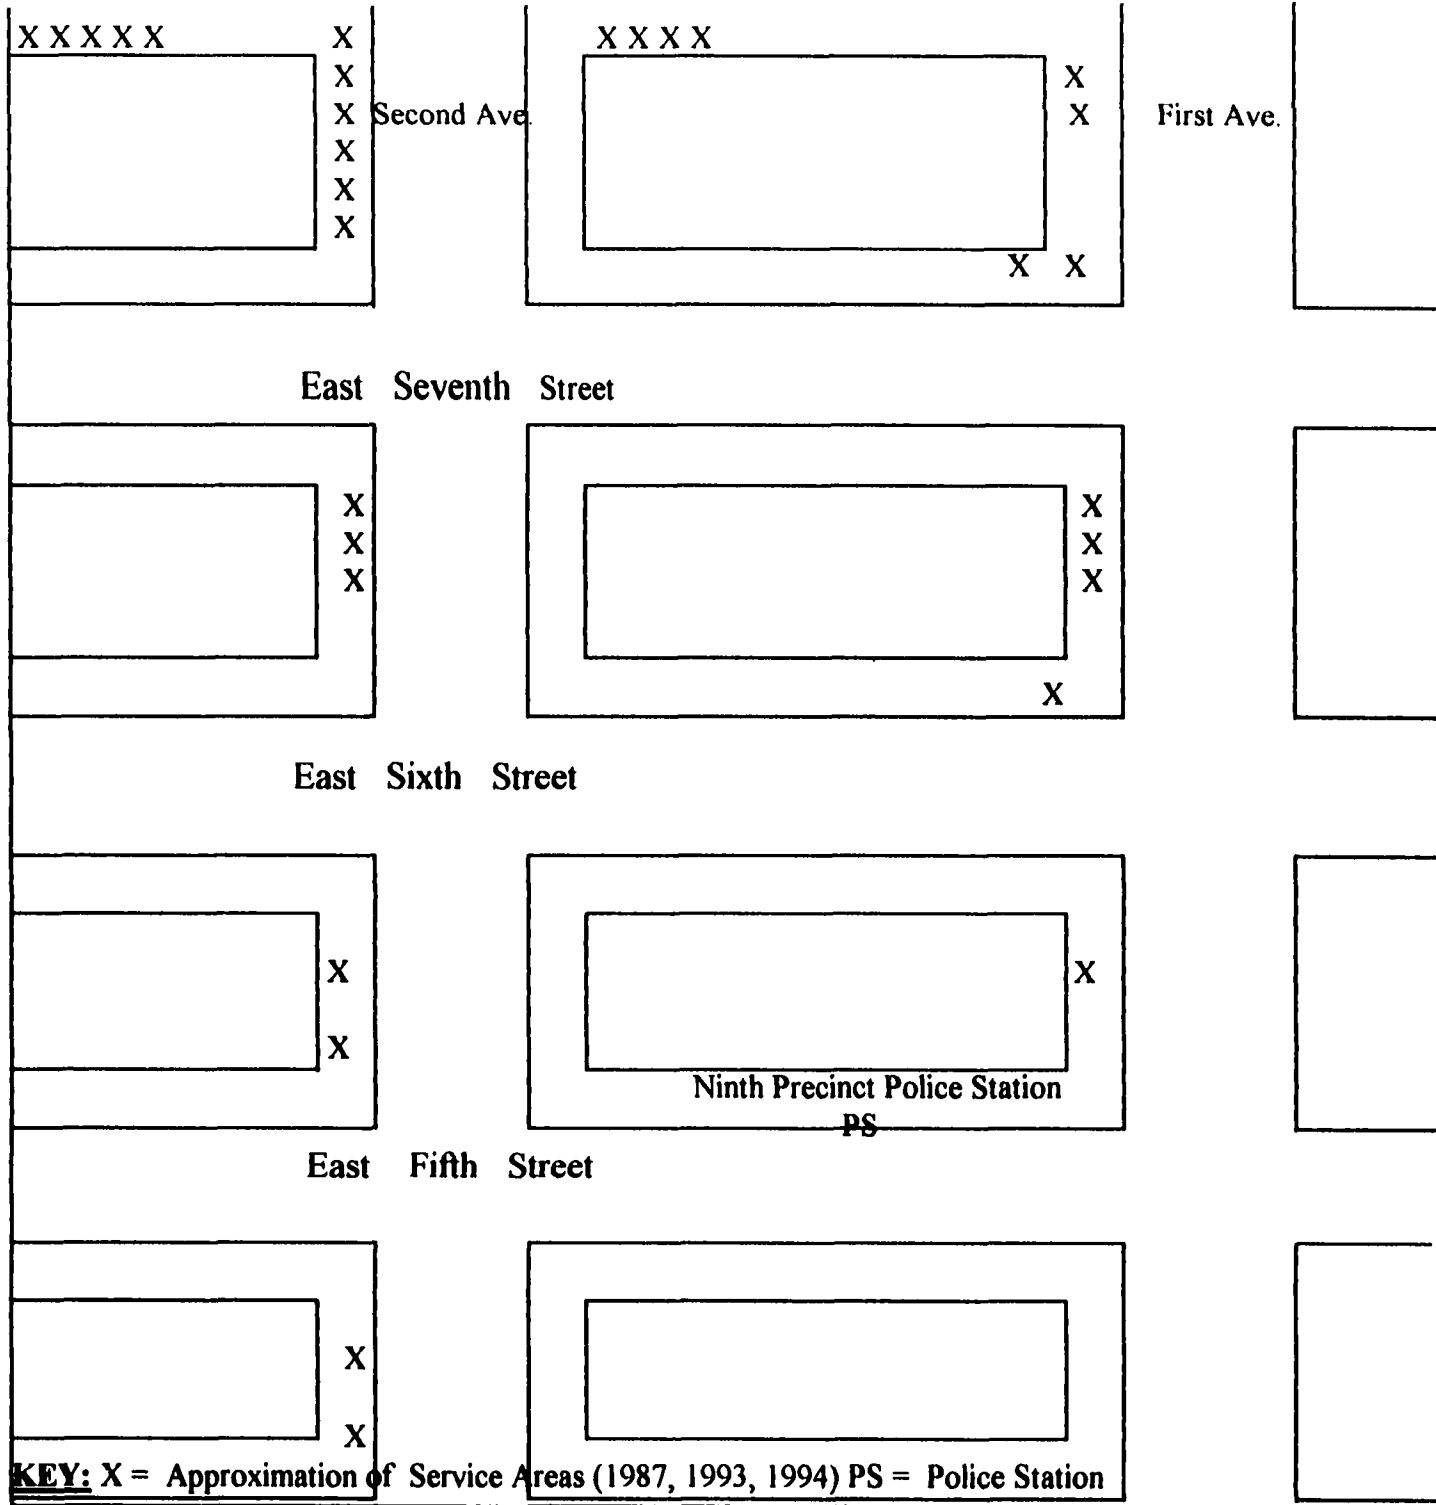 X X X X X X X X X X
X X
X Second Ave. X First Ave.
X
X
X
X X
East Seventh Street
X X
X X
X X
X
East Sixth Street
X X
X
Ninth Precinct Police Station
PS
East Fifth Street
X
X
KEY: X = Approximation of Service Areas (1987, 1993, 1994) PS = Police Station